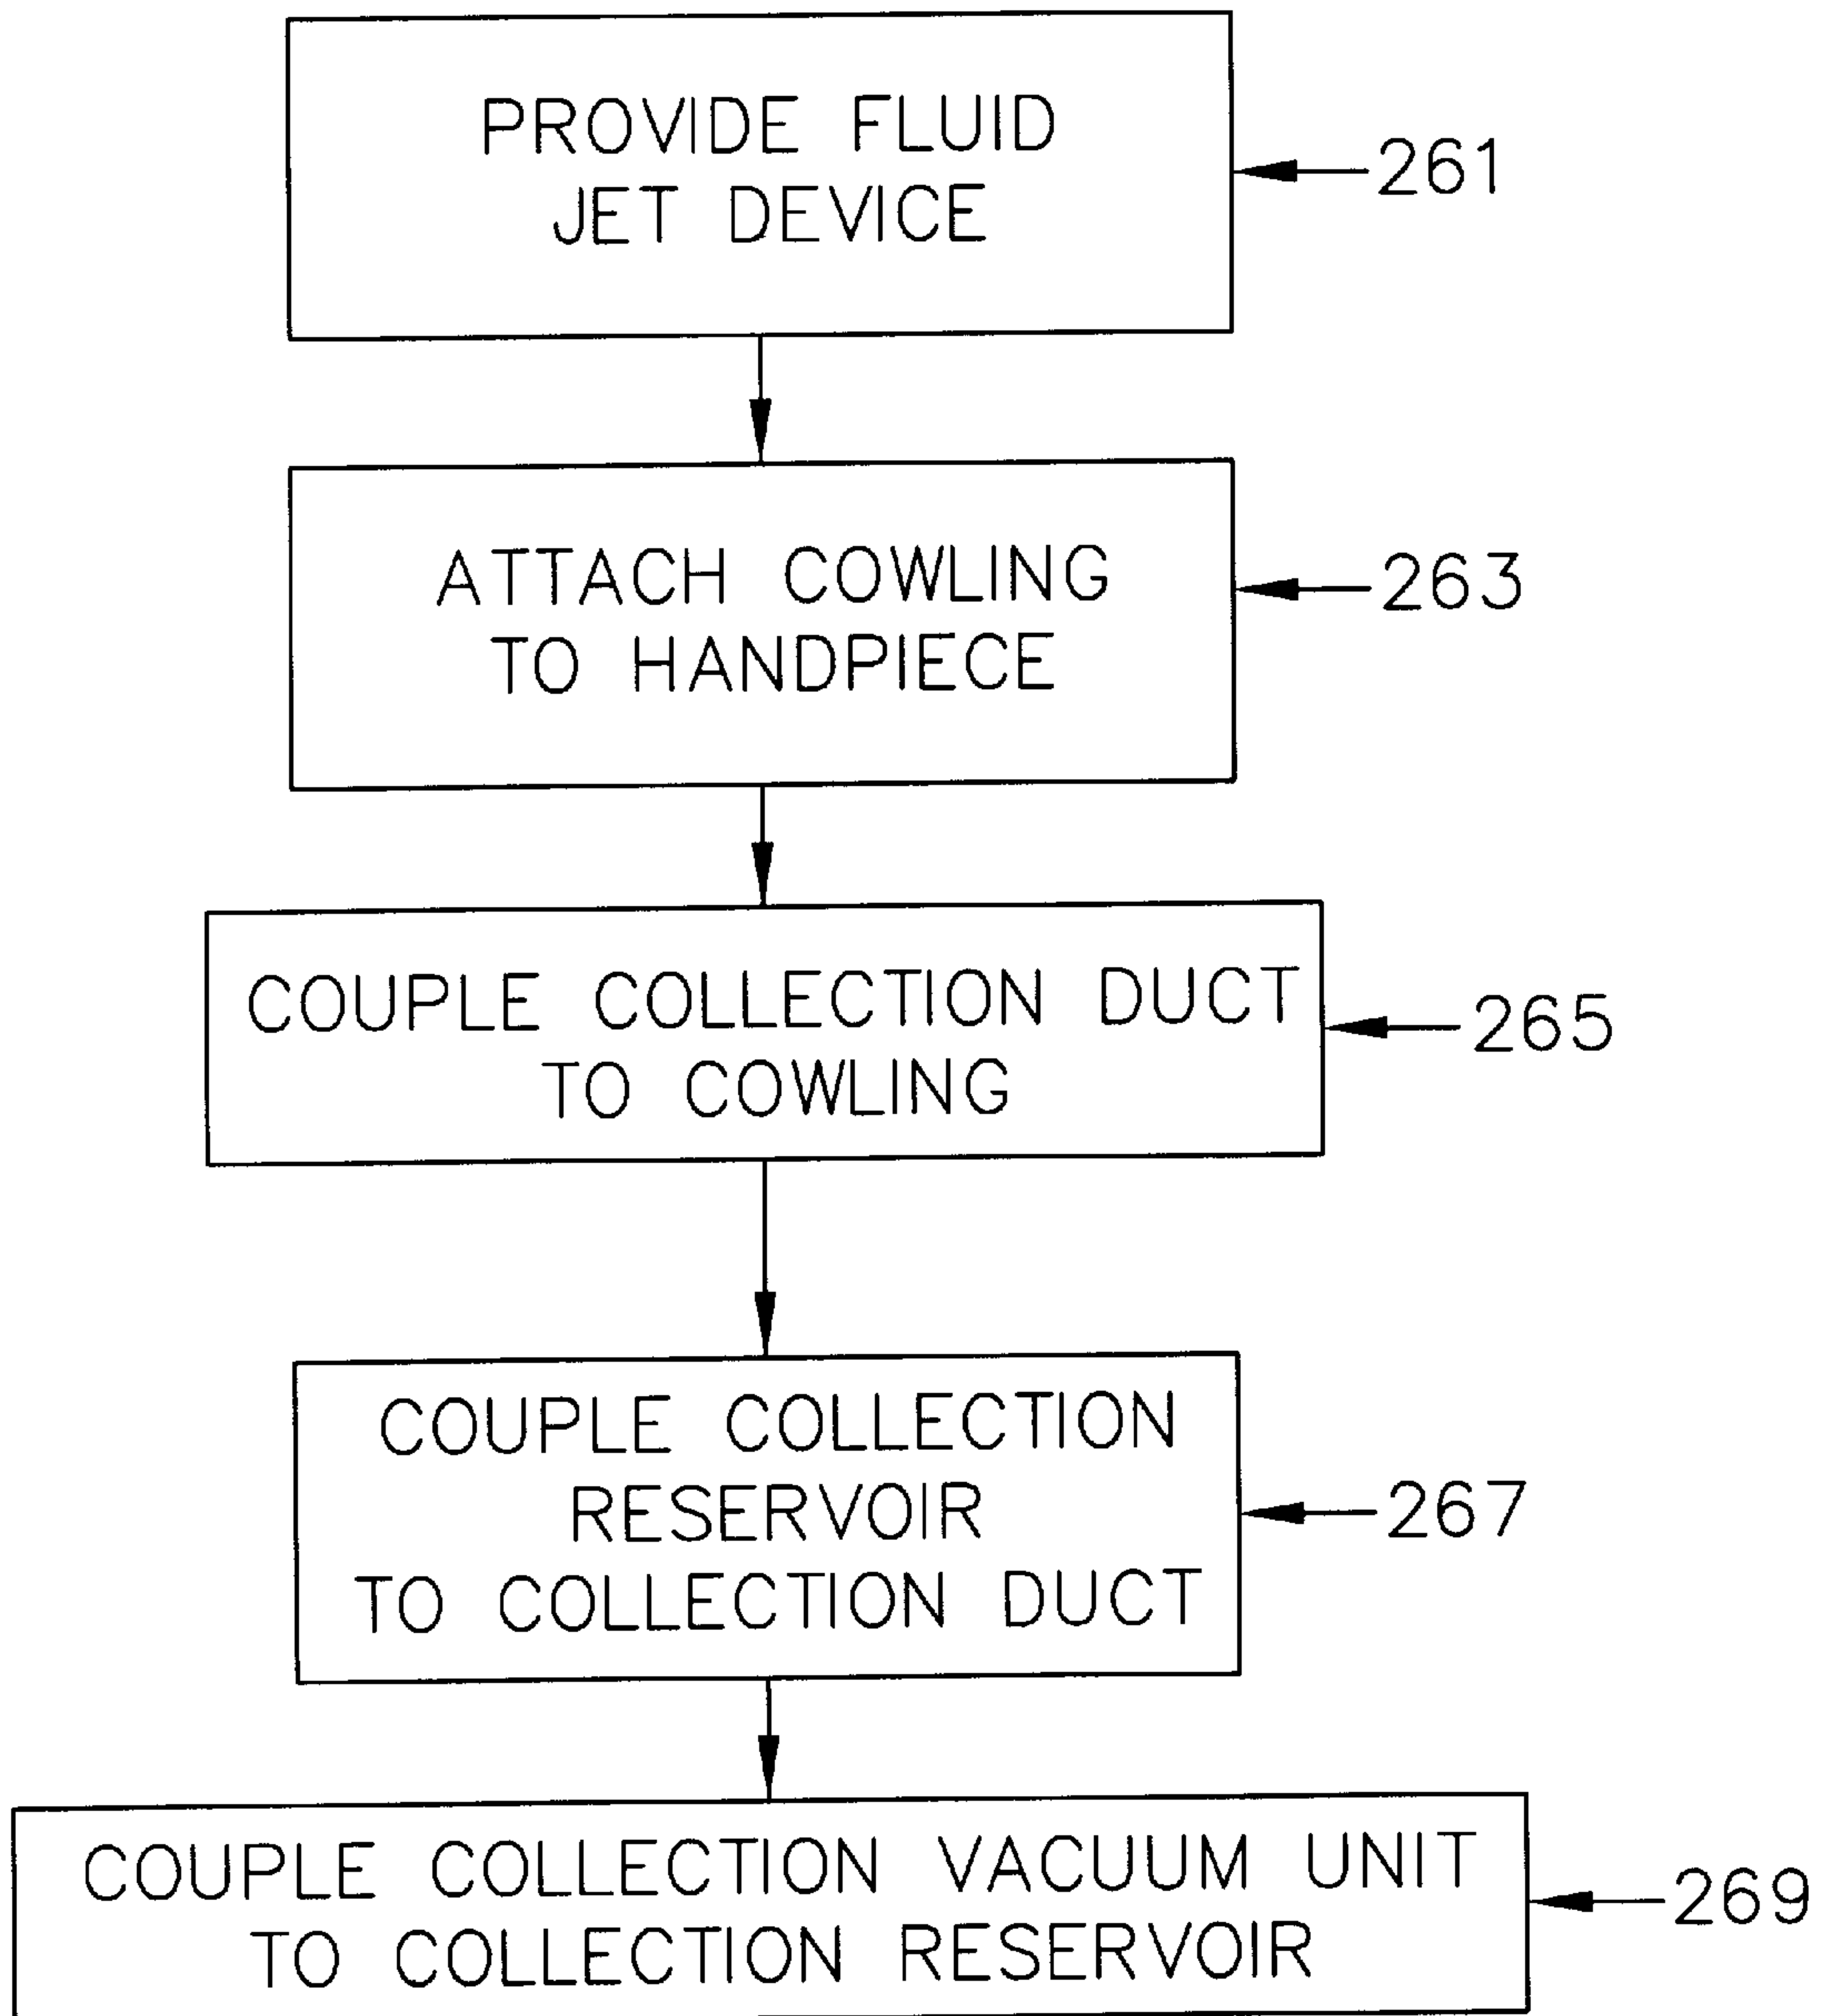 PROVIDE FLUID
JET DEVICE
261
ATTACH COWLING
TO HANDPIECE
263
COUPLE COLLECTION DUCT
TO COWLING
265
COUPLE COLLECTION
RESERVOIR
TO COLLECTION DUCT
267
COUPLE COLLECTION VACUUM UNIT
TO COLLECTION RESERVOIR
269